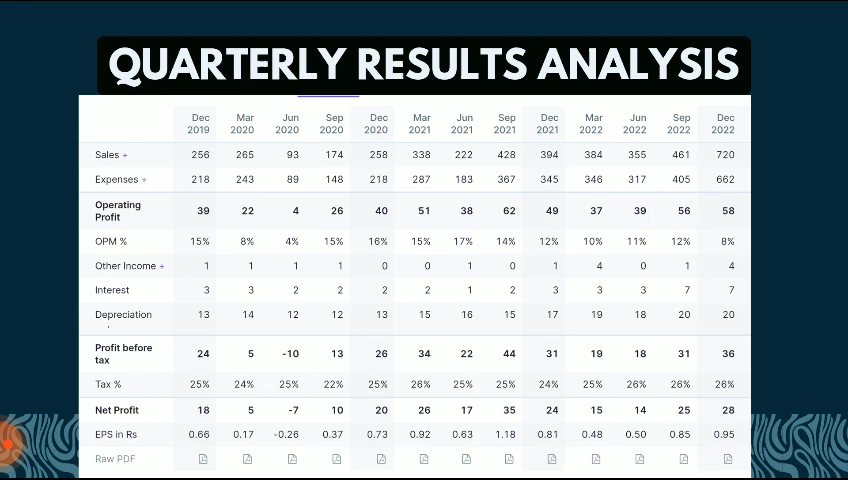 QUARTERLY RESULTS ANALYSIS
Dec 2019 Mar 2020 Jun 2020 Sep 2020 Dec 2020 Mar 2021 Jun 2021 Sep 2021 Dec 2021 Mar 2022 Jun 2022 Sep 2022 Dec 2022
Sales + 256 265 93 174 258 338 222 428 394 384 355 461 720
Expenses + 218 243 89 148 218 287 183 367 345 346 317 405 662
Operating Profit 39 22 4 26 40 51 38 62 49 37 39 56 58
OPM % 15% 8% 4% 15% 16% 15% 17% 14% 12% 10% 11% 12% 8%
Other Income + 1 1 1 1 0 0 1 0 1 4 0 1 4
Interest 3 3 2 2 2 2 1 2 3 3 3 7 7
Depreciation 13 14 12 12 13 15 16 15 17 19 18 20 20
Profit before tax 24 5 -10 13 26 34 22 44 31 19 18 31 36
Tax % 25% 24% 25% 22% 25% 26% 25% 25% 24% 25% 26% 26% 26%
Net Profit 18 5 -7 10 20 26 17 35 24 15 14 25 28
EPS in Rs 0.66 0.17 -0.26 0.37 0.73 0.92 0.63 1.18 0.81 0.48 0.50 0.85 0.95
Raw PDF